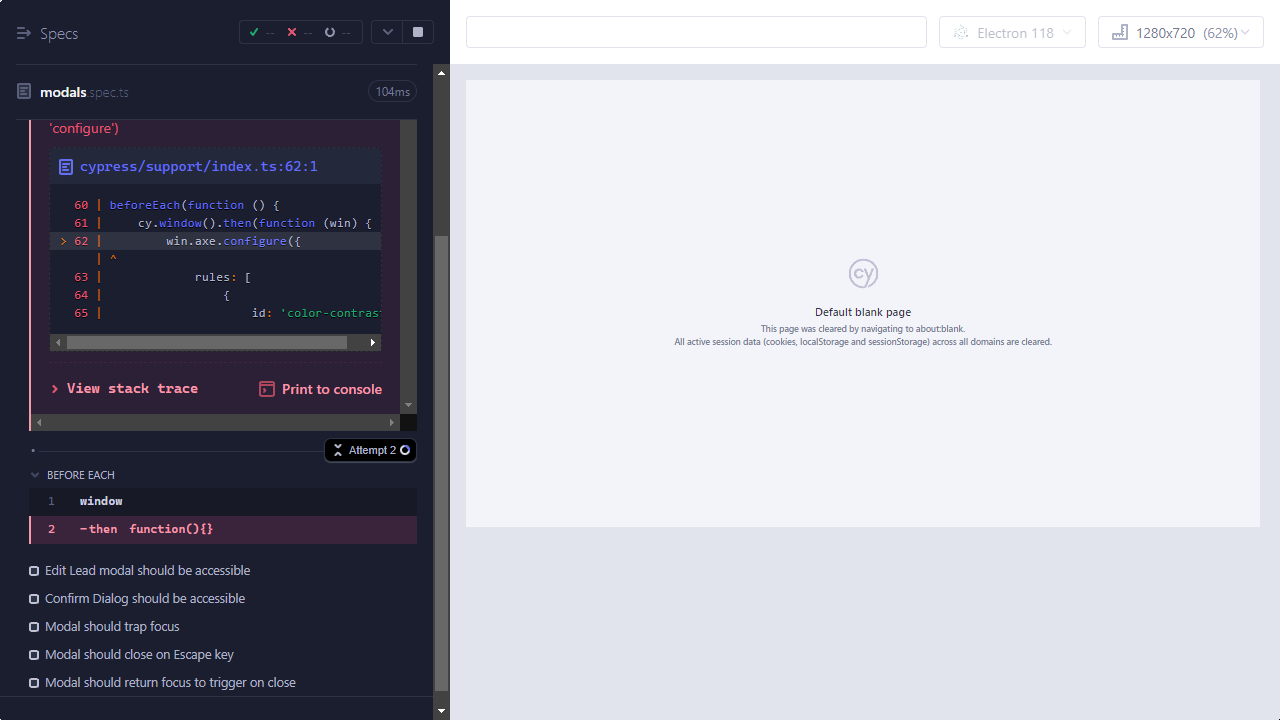 Specs
-- -- --
modals.spec.ts
104ms
'configure')
cypress/support/index.ts:62:1
60 | beforeEach(function () {
61 |     cy.window().then(function (win) {
> 62 |         win.axe.configure({
| ^
63 |             rules: [
64 |                 {
65 |                     id: 'color-contras
View stack trace
Print to console
Attempt 2
BEFORE EACH
1 window
2 -then function(){}
Edit Lead modal should be accessible
Confirm Dialog should be accessible
Modal should trap focus
Modal should close on Escape key
Modal should return focus to trigger on close
Electron 118
1280x720 (62%)
cy
Default blank page
This page was cleared by navigating to about:blank.
All active session data (cookies, localStorage and sessionStorage) across all domains are cleared.